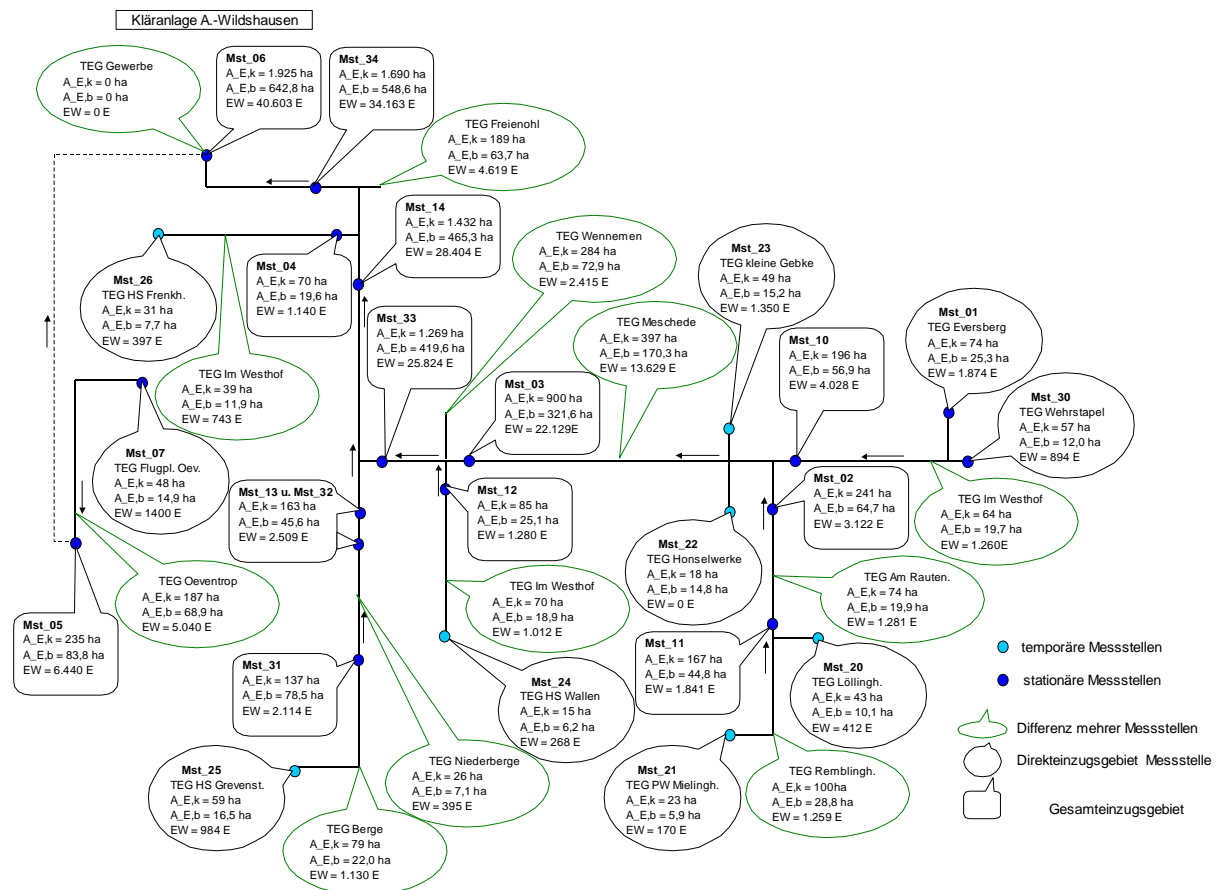 Kläranlage A.-Wildshausen
TEG Gewerbe
A_E,k = 0 ha
A_E,b = 0 ha
EW = 0 E
Mst_06
A_E,k = 1.925 ha
A_E,b = 642,8 ha
EW = 40.603 E
Mst_34
A_E,k = 1.690 ha
A_E,b = 548,6 ha
EW = 34.163 E
TEG Freienohl
A_E,k = 189 ha
A_E,b = 63,7 ha
EW = 4.619 E
Mst_14
A_E,k = 1.432 ha
A_E,b = 465,3 ha
EW = 28.404 E
TEG Wennemen
A_E,k = 284 ha
A_E,b = 72,9 ha
EW = 2.415 E
Mst_23
TEG kleine Gebke
A_E,k = 49 ha
A_E,b = 15,2 ha
EW = 1.350 E
Mst_26
TEG HS Frenkh.
A_E,k = 31 ha
A_E,b = 7,7 ha
EW = 397 E
Mst_04
A_E,k = 70 ha
A_E,b = 19,6 ha
EW = 1.140 E
Mst_33
A_E,k = 1.269 ha
A_E,b = 419,6 ha
EW = 25.824 E
TEG Meschede
A_E,k = 397 ha
A_E,b = 170,3 ha
EW = 13.629 E
Mst_10
A_E,k = 196 ha
A_E,b = 56,9 ha
EW = 4.028 E
Mst_01
TEG Eversberg
A_E,k = 74 ha
A_E,b = 25,3 ha
EW = 1.874 E
TEG Im Westhof
A_E,k = 39 ha
A_E,b = 11,9 ha
EW = 743 E
Mst_03
A_E,k = 900 ha
A_E,b = 321,6 ha
EW = 22.129E
Mst_30
TEG Wehrstapel
A_E,k = 57 ha
A_E,b = 12,0 ha
EW = 894 E
Mst_07
TEG Flugpl. Oev.
A_E,k = 48 ha
A_E,b = 14,9 ha
EW = 1400 E
Mst_13 u. Mst_32
A_E,k = 163 ha
A_E,b = 45,6 ha
EW = 2.509 E
Mst_12
A_E,k = 85 ha
A_E,b = 25,1 ha
EW = 1.280 E
Mst_02
A_E,k = 241 ha
A_E,b = 64,7 ha
EW = 3.122 E
TEG Im Westhof
A_E,k = 64 ha
A_E,b = 19,7 ha
EW = 1.260E
Mst_22
TEG Honselwerke
A_E,k = 18 ha
A_E,b = 14,8 ha
EW = 0 E
TEG Oeventrop
A_E,k = 187 ha
A_E,b = 68,9 ha
EW = 5.040 E
TEG Im Westhof
A_E,k = 70 ha
A_E,b = 18,9 ha
EW = 1.012 E
TEG Am Rauten.
A_E,k = 74 ha
A_E,b = 19,9 ha
EW = 1.281 E
Mst_05
A_E,k = 235 ha
A_E,b = 83,8 ha
EW = 6.440 E
Mst_31
A_E,k = 137 ha
A_E,b = 78,5 ha
EW = 2.114 E
Mst_24
TEG HS Wallen
A_E,k = 15 ha
A_E,b = 6,2 ha
EW = 268 E
Mst_11
A_E,k = 167 ha
A_E,b = 44,8 ha
EW = 1.841 E
Mst_20
TEG Löllingh.
A_E,k = 43 ha
A_E,b = 10,1 ha
EW = 412 E
Mst_25
TEG HS Grevenst.
A_E,k = 59 ha
A_E,b = 16,5 ha
EW = 984 E
TEG Niederberge
A_E,k = 26 ha
A_E,b = 7,1 ha
EW = 395 E
Mst_21
TEG PW Mielingh.
A_E,k = 23 ha
A_E,b = 5,9 ha
EW = 170 E
TEG Remblingh.
A_E,k = 100ha
A_E,b = 28,8 ha
EW = 1.259 E
TEG Berge
A_E,k = 79 ha
A_E,b = 22,0 ha
EW = 1.130 E
temporäre Messstellen
stationäre Messstellen
Differenz mehrer Messstellen
Direkteinzugsgebiet Messstelle
Gesamteinzugsgebiet